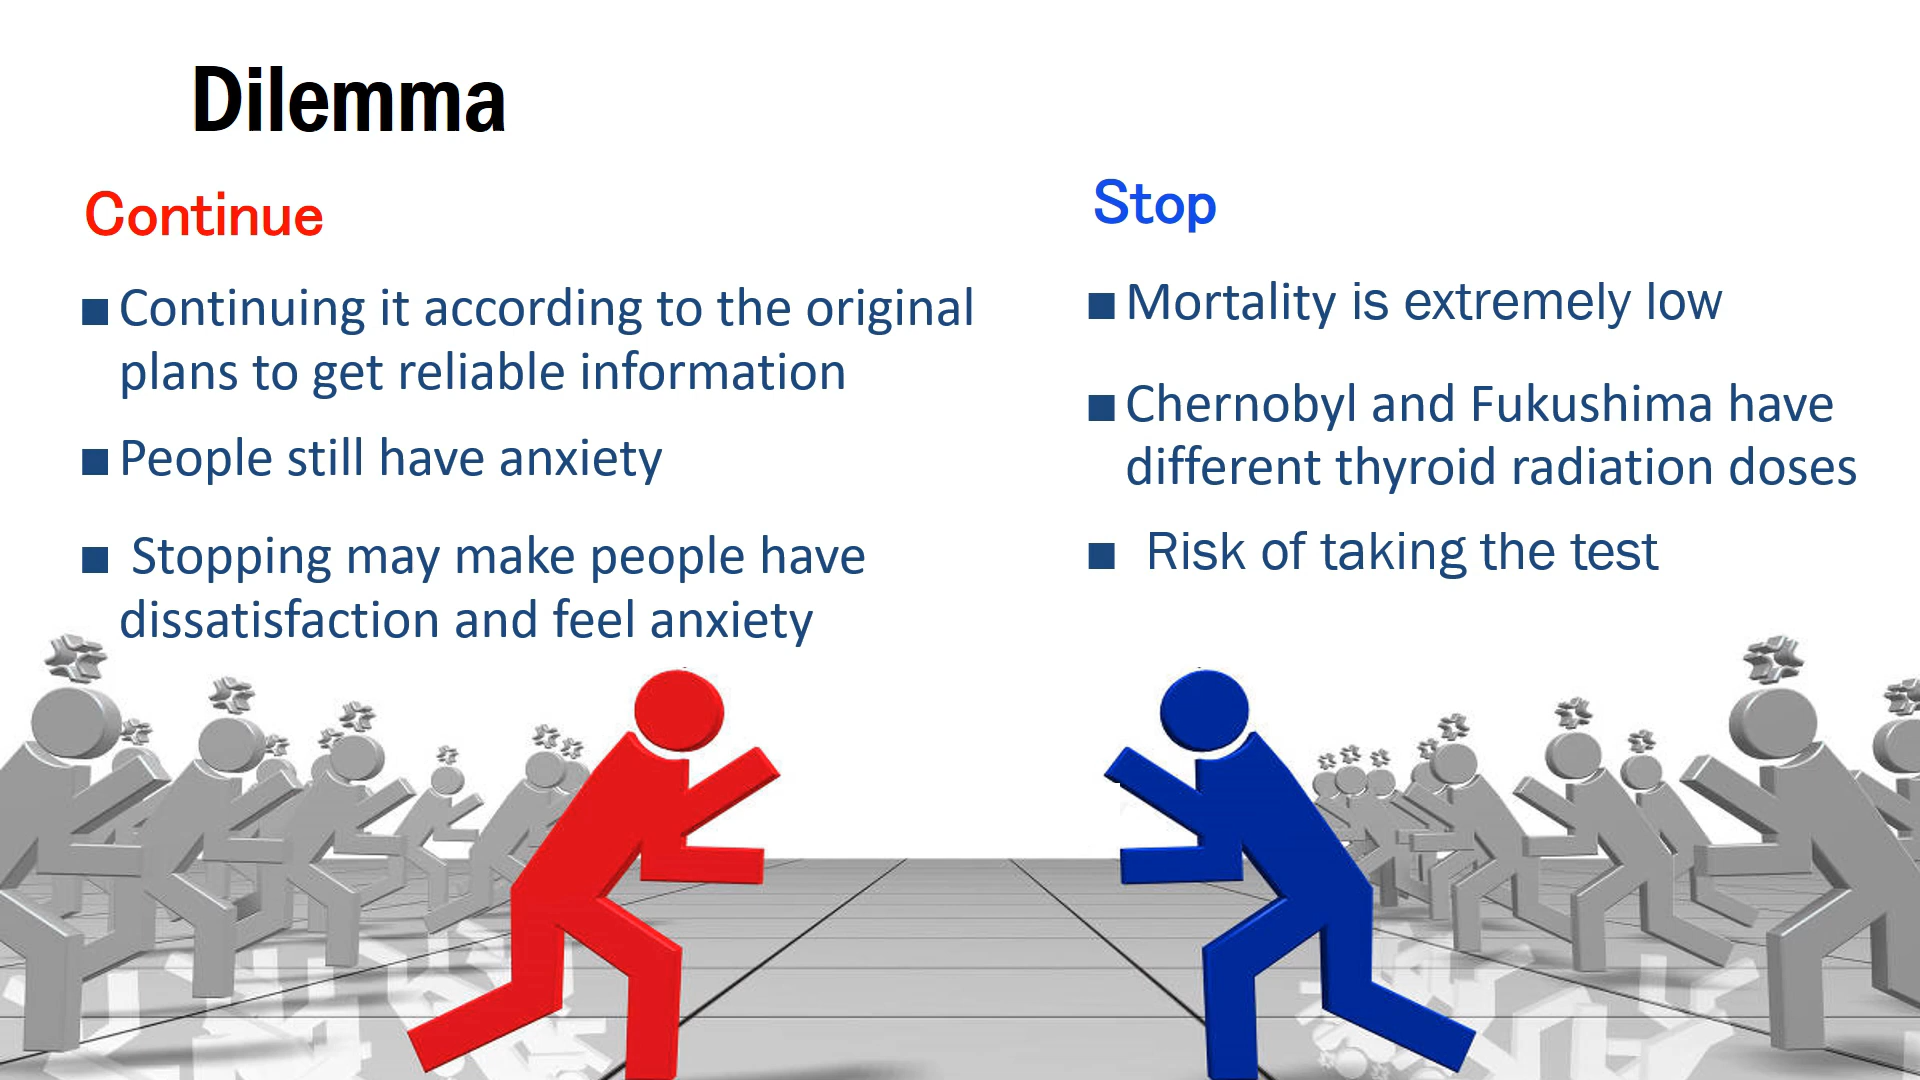 Dilemma
Continue
■ Continuing it according to the original
plans to get reliable information
■ People still have anxiety
■ Stopping may make people have
dissatisfaction and feel anxiety
Stop
■ Mortality is extremely low
■ Chernobyl and Fukushima have
different thyroid radiation doses
■ Risk of taking the test